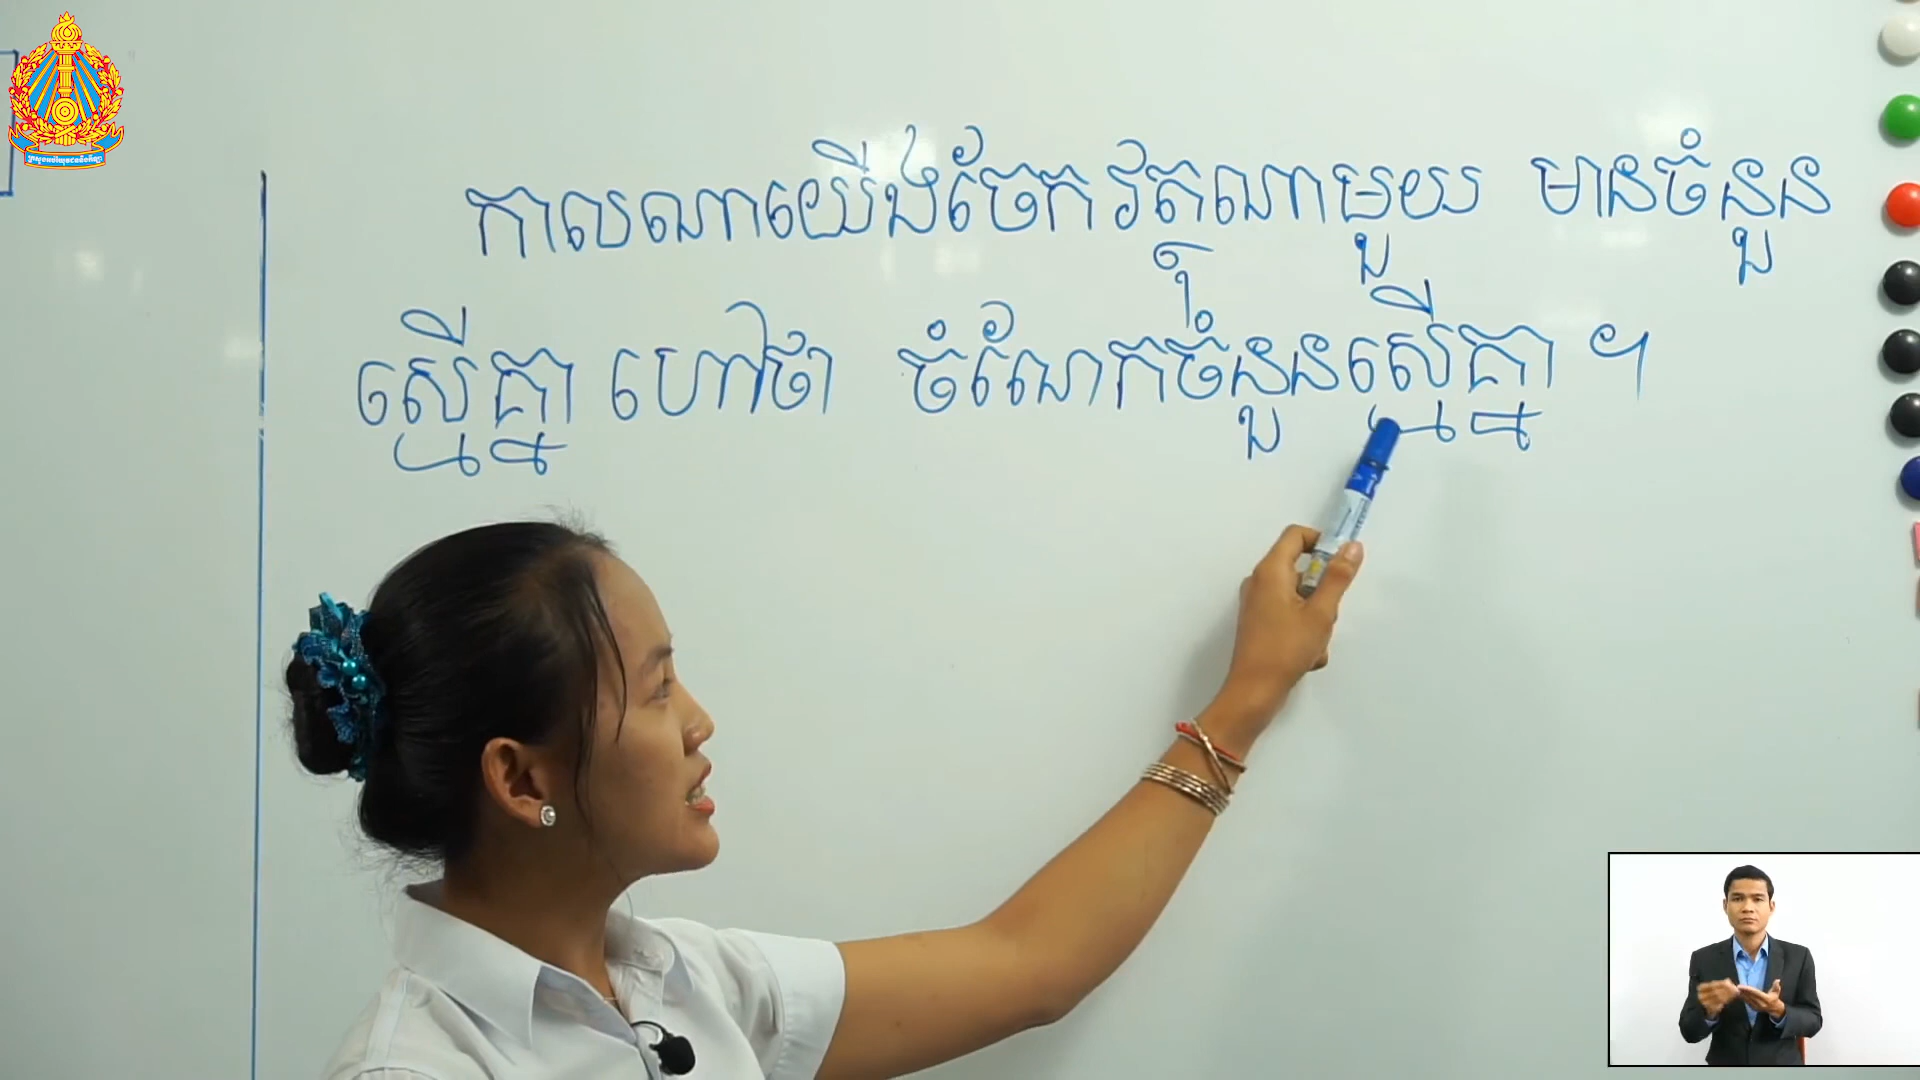 កាលណាយើងចែកវត្ថុណាមួយ មានចំនួន
ស្មើគ្នា ហៅថា ចំណែកចំនួនស្មើគ្នា ។